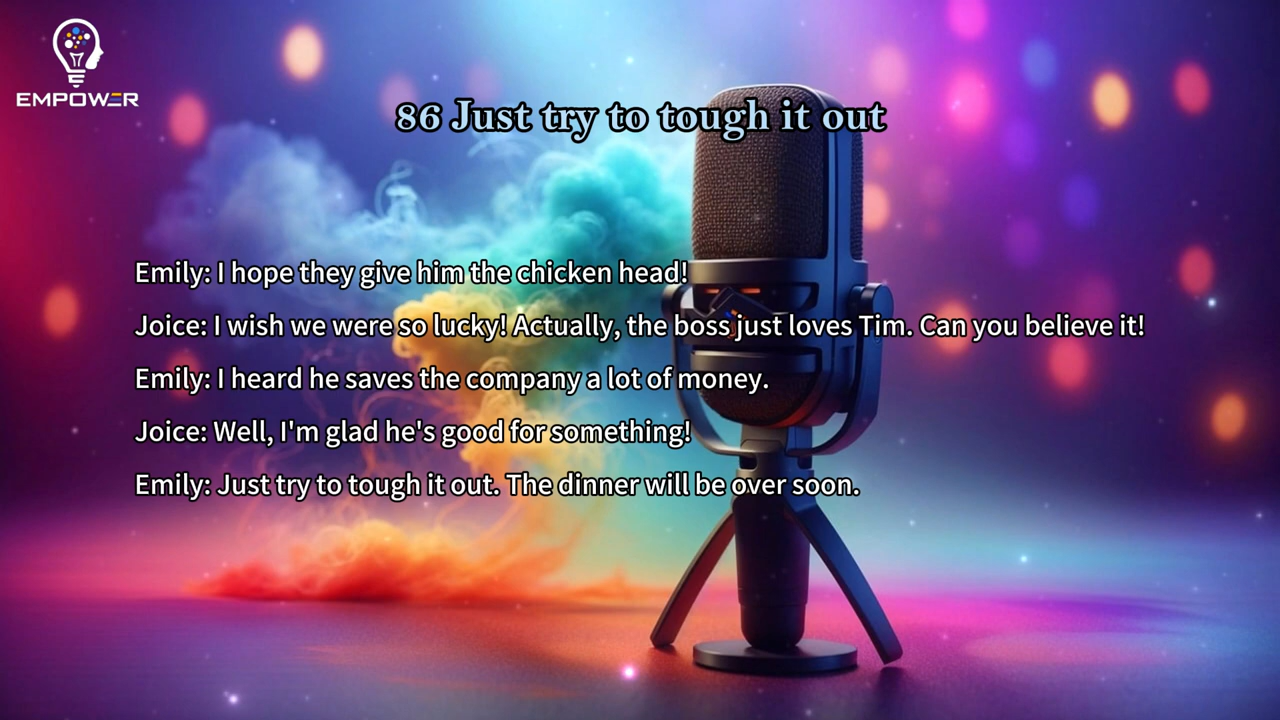 EMPOWER
86 Just try to tough it out
Emily: I hope they give him the chicken head!
Joice: I wish we were so lucky! Actually, the boss just loves Tim. Can you believe it!
Emily: I heard he saves the company a lot of money.
Joice: Well, I'm glad he's good for something!
Emily: Just try to tough it out. The dinner will be over soon.